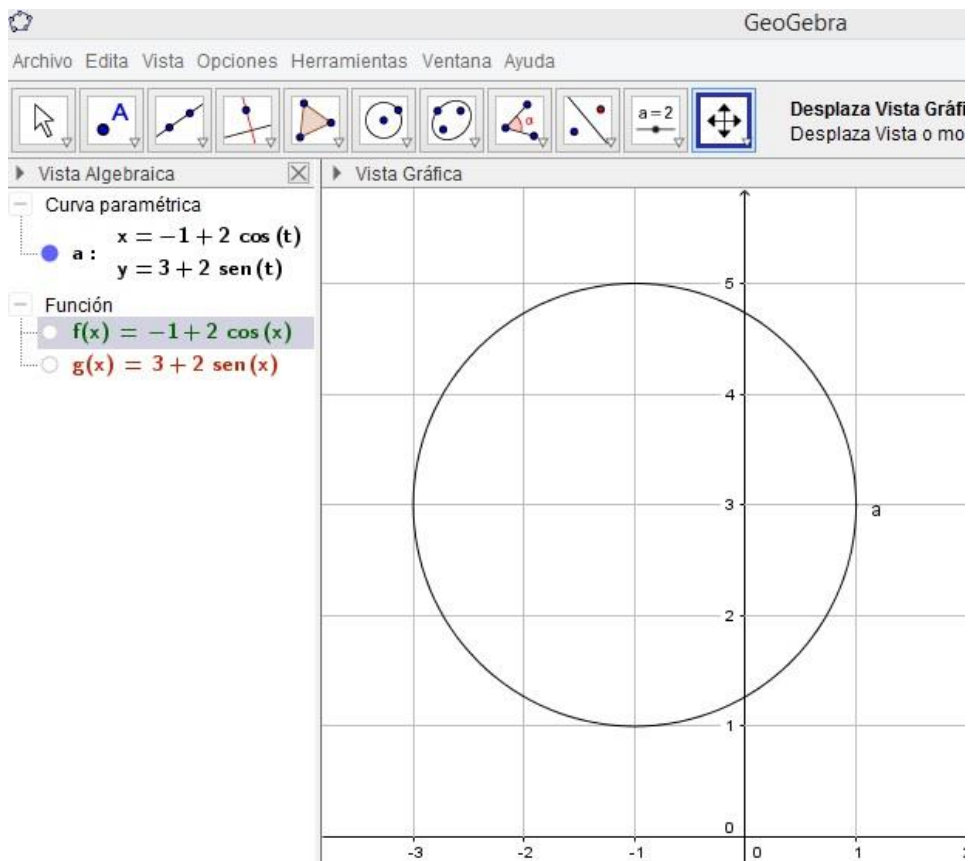 GeoGebra
Archivo Edita Vista Opciones Herramientas Ventana Ayuda
A
α
a = 2
Desplaza Vista Gráfi
Desplaza Vista o mo
Vista Algebraica
Vista Gráfica
Curva paramétrica
a :
x = −1 + 2 cos (t)
y = 3 + 2 sen (t)
Función
f(x) = −1 + 2 cos (x)
g(x) = 3 + 2 sen (x)
5
4
3
a
2
1
0
-3 -2 -1 0 1 2